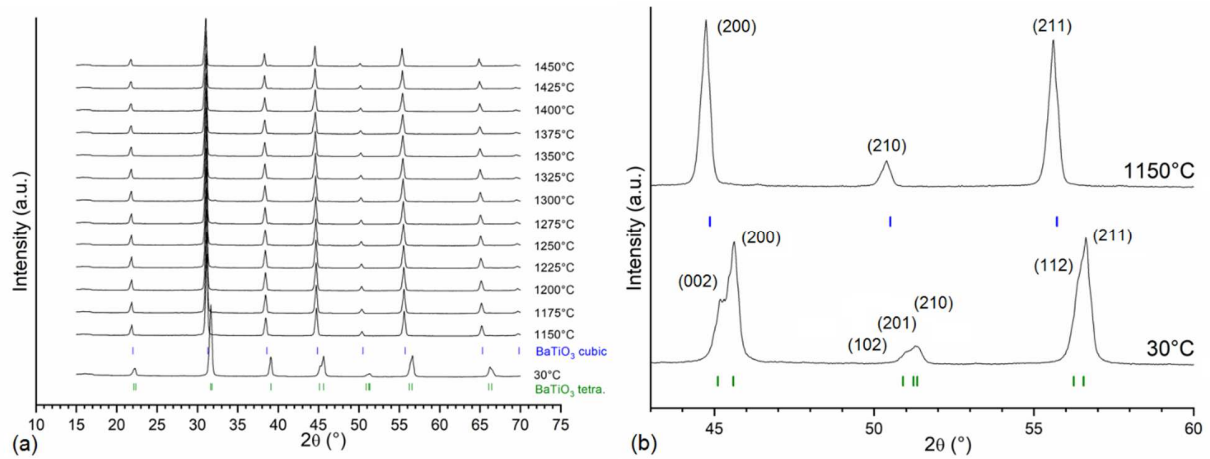 Intensity (a.u.)
1450°C
1425°C
1400°C
1375°C
1350°C
1325°C
1300°C
1275°C
1250°C
1225°C
1200°C
1175°C
1150°C
BaTiO₃ cubic
30°C
BaTiO₃ tetra.
10 15 20 25 30 35 40 45 50 55 60 65 70 75
2θ (°)
(a)
Intensity (a.u.)
(200)
(211)
(210)
1150°C
(200)
(211)
(002)
(112)
(210)
(201)
(102)
30°C
45 50 55 60
2θ (°)
(b)